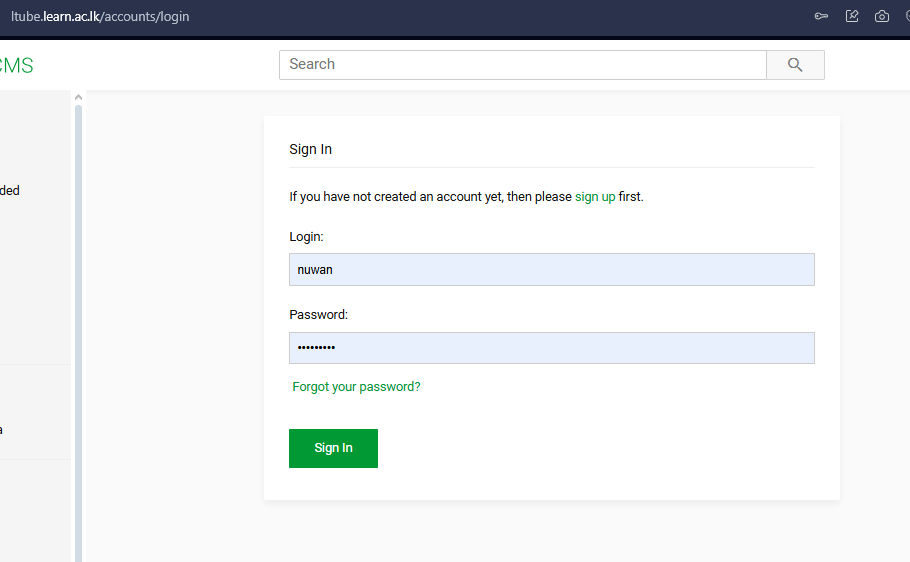 ltube.learn.ac.lk/accounts/login
CMS
Search
ded
Sign In
If you have not created an account yet, then please sign up first.
Login:
nuwan
Password:
•••••••••
Forgot your password?
a
Sign In